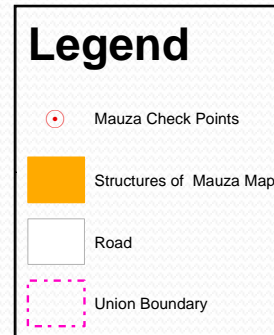 Legend
Mauza Check Points
Structures of Mauza Map
Road
Union Boundary